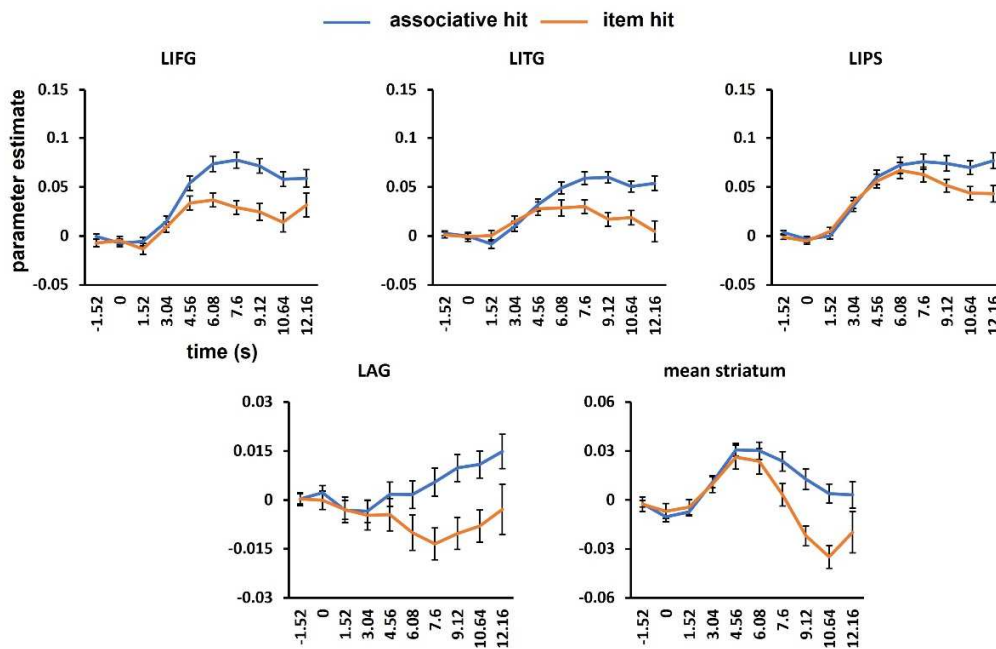 associative hit item hit
LIFG LITG LIPS
parameter estimate
0.15 0.15 0.15
0.1 0.1 0.1
0.05 0.05 0.05
0 0 0
-0.05 -0.05 -0.05
-1.52 0 1.52 3.04 4.56 6.08 7.6 9.12 10.64 12.16
-1.52 0 1.52 3.04 4.56 6.08 7.6 9.12 10.64 12.16
-1.52 0 1.52 3.04 4.56 6.08 7.6 9.12 10.64 12.16
time (s)
LAG mean striatum
0.03 0.06
0.015 0.03
0 0
-0.015 -0.03
-0.03 -0.06
-1.52 0 1.52 3.04 4.56 6.08 7.6 9.12 10.64 12.16
-1.52 0 1.52 3.04 4.56 6.08 7.6 9.12 10.64 12.16